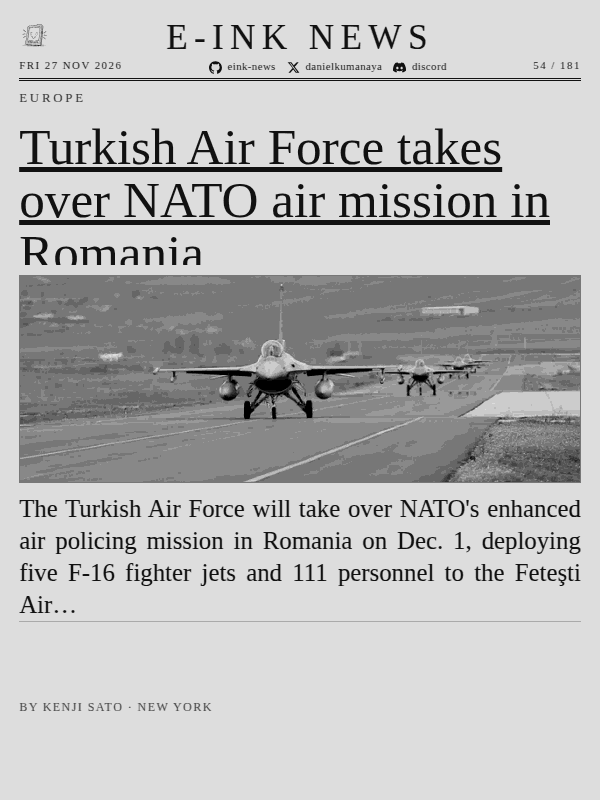 E-INK NEWS
FRI 27 NOV 2026
eink-news danielkumanaya discord
54 / 181
EUROPE
Turkish Air Force takes
over NATO air mission in
Romania
The Turkish Air Force will take over NATO's enhanced
air policing mission in Romania on Dec. 1, deploying
five F-16 fighter jets and 111 personnel to the Feteşti
Air…
BY KENJI SATO · NEW YORK